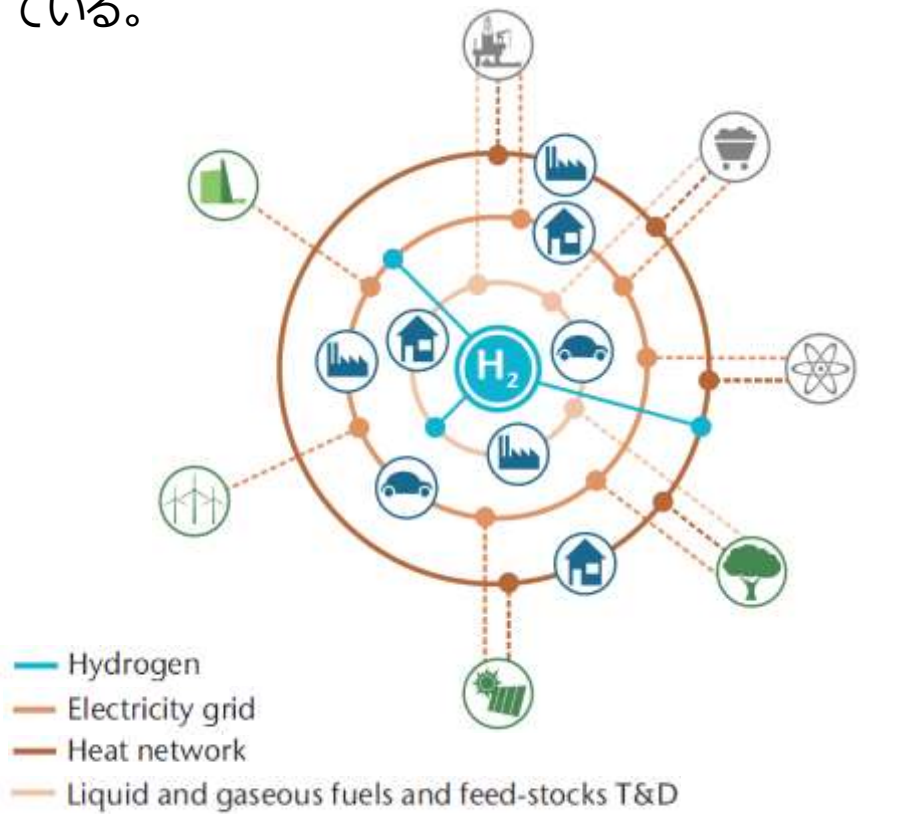 ている。
H₂
Hydrogen
Electricity grid
Heat network
Liquid and gaseous fuels and feed-stocks T&D